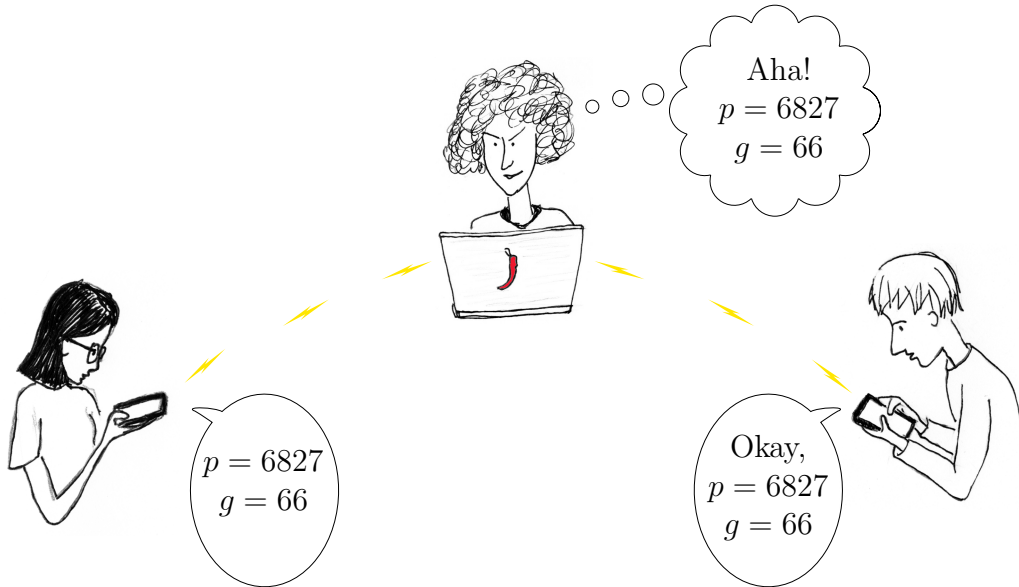 Aha!
p = 6827
g = 66
p = 6827
g = 66
Okay,
p = 6827
g = 66